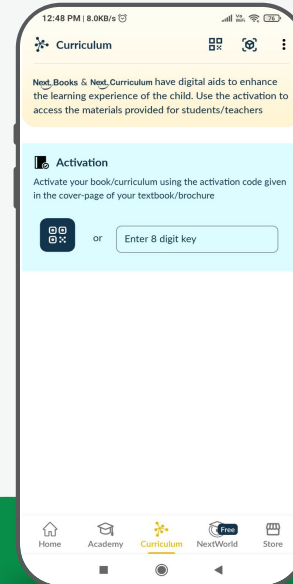 12:48 PM | 8.0KB/s
76
Curriculum
Next Books & Next Curriculum have digital aids to enhance
the learning experience of the child. Use the activation to
access the materials provided for students/teachers
Activation
Activate your book/curriculum using the activation code given
in the cover-page of your textbook/brochure
or
Enter 8 digit key
Free
Home Academy Curriculum NextWorld Store